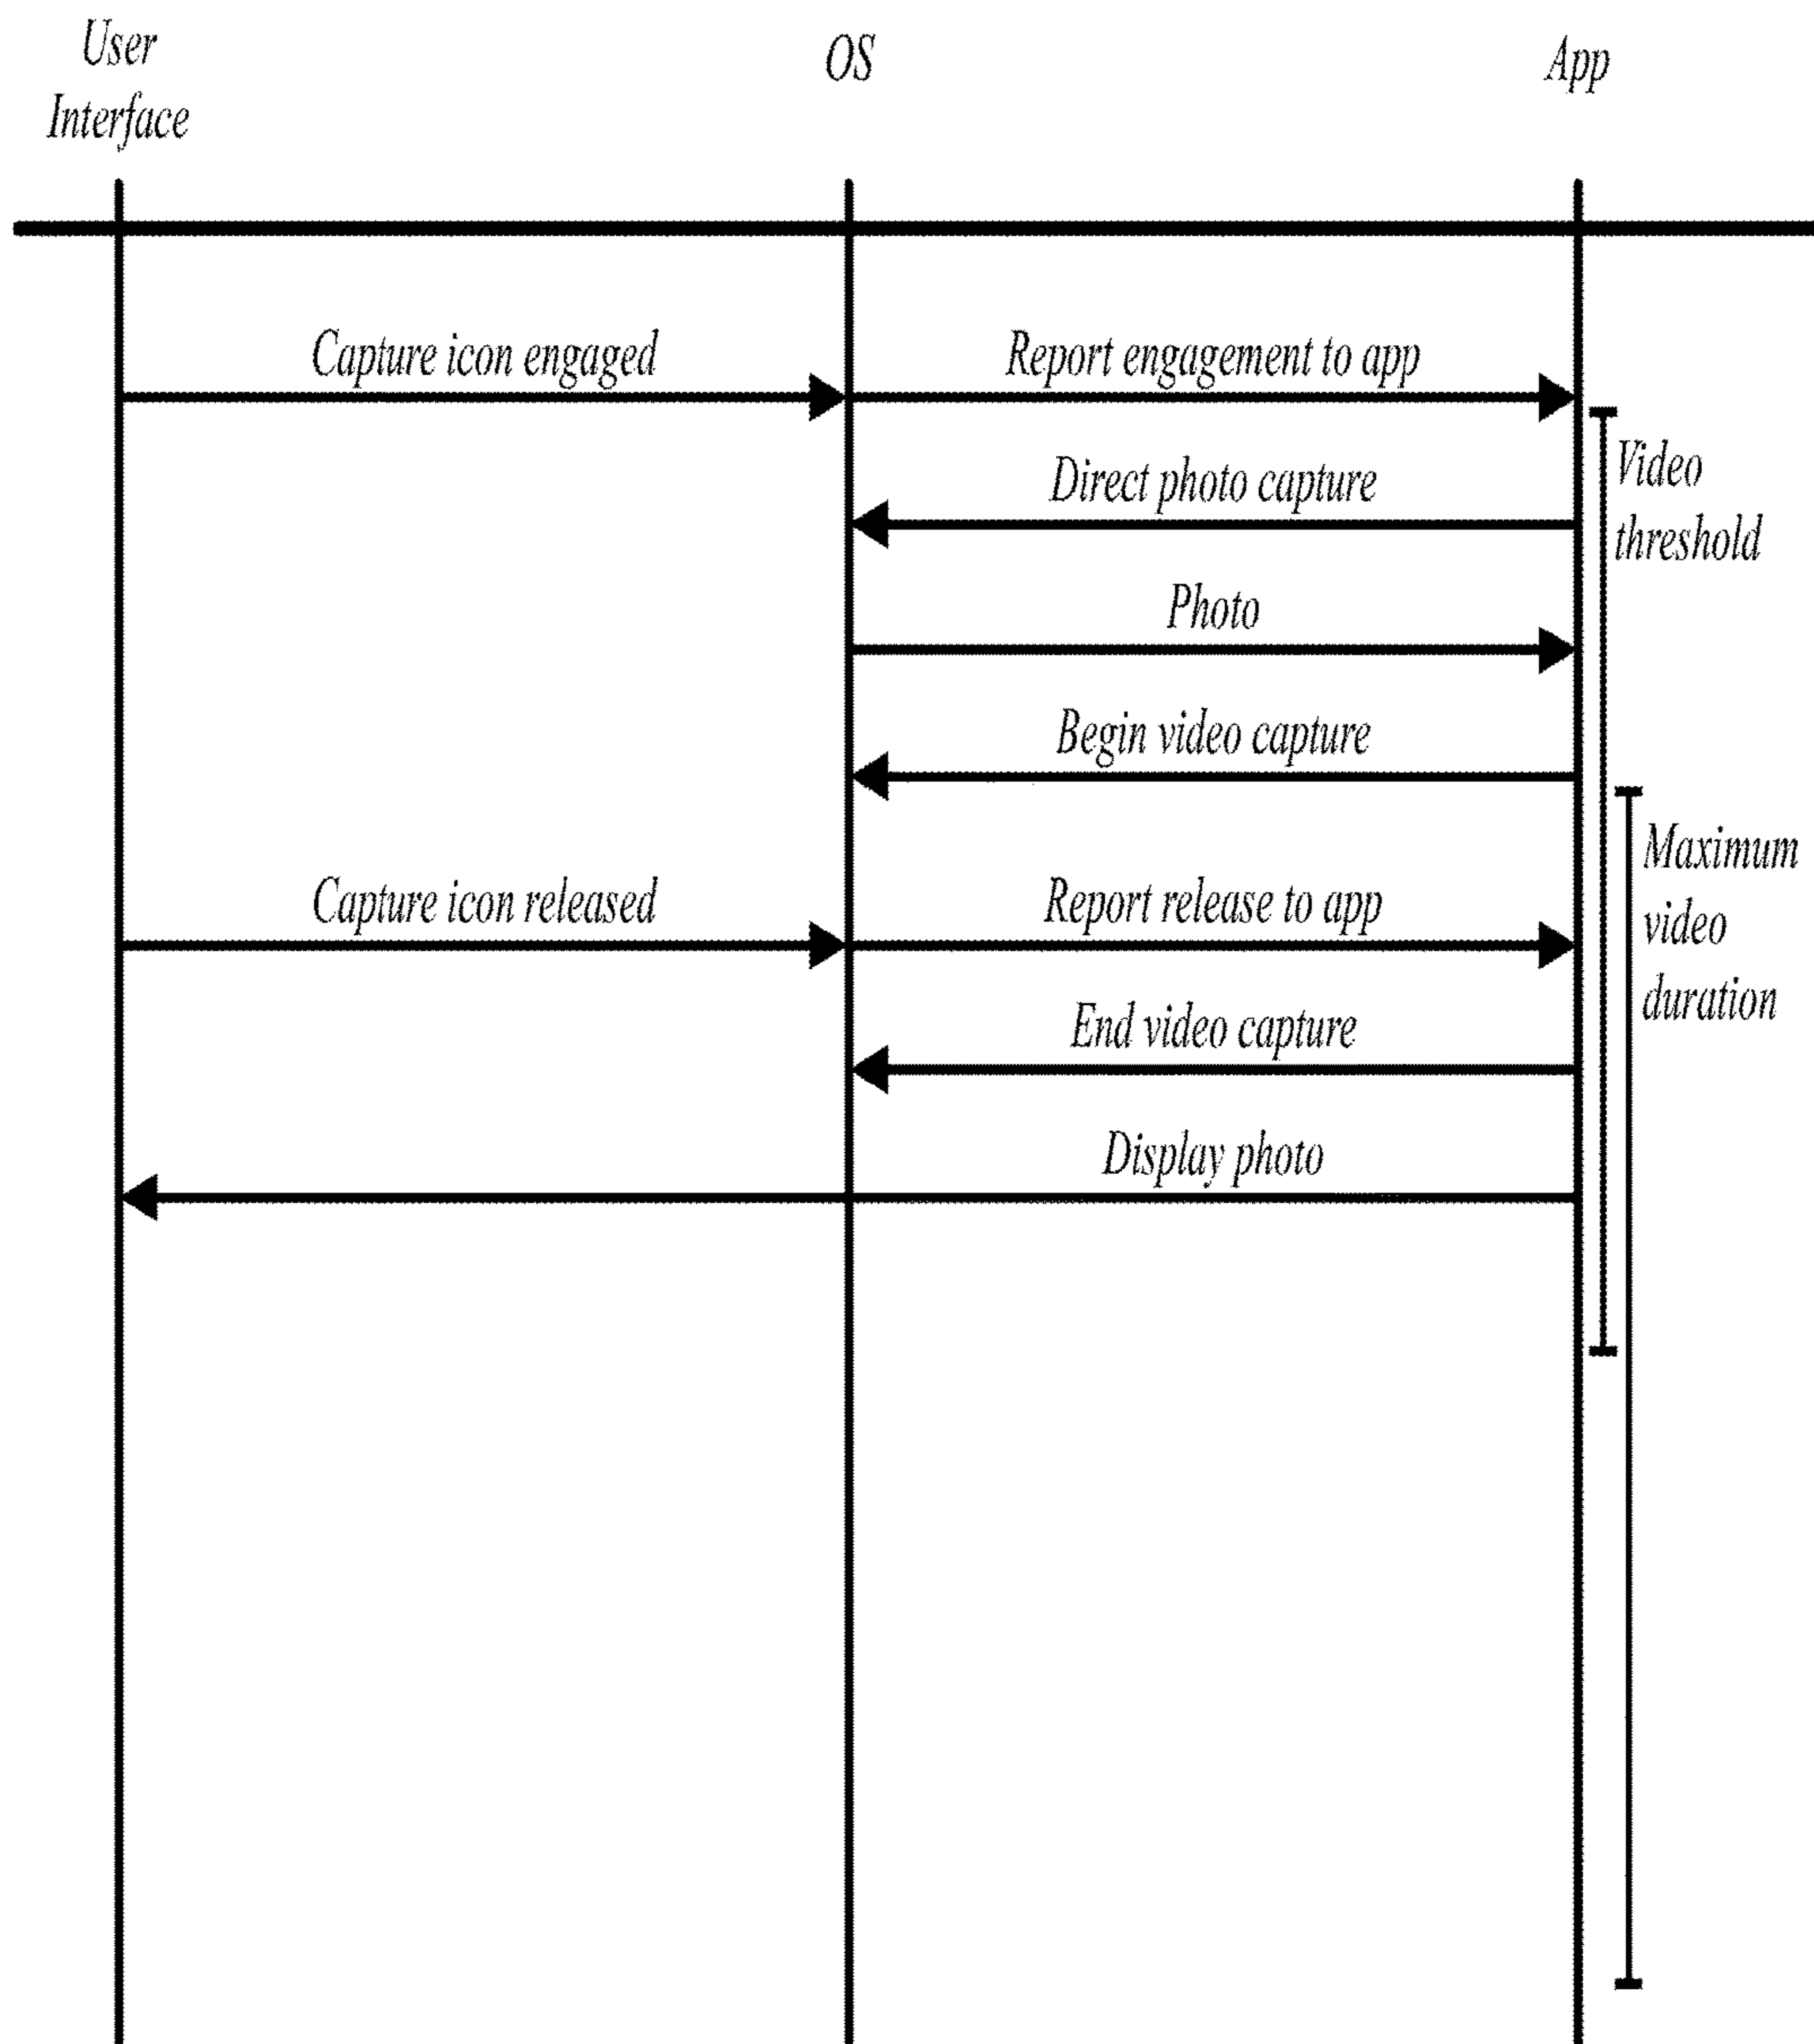 User
Interface
OS
App
Capture icon engaged
Report engagement to app
Video
threshold
Direct photo capture
Photo
Begin video capture
Maximum
video
duration
Capture icon released
Report release to app
End video capture
Display photo